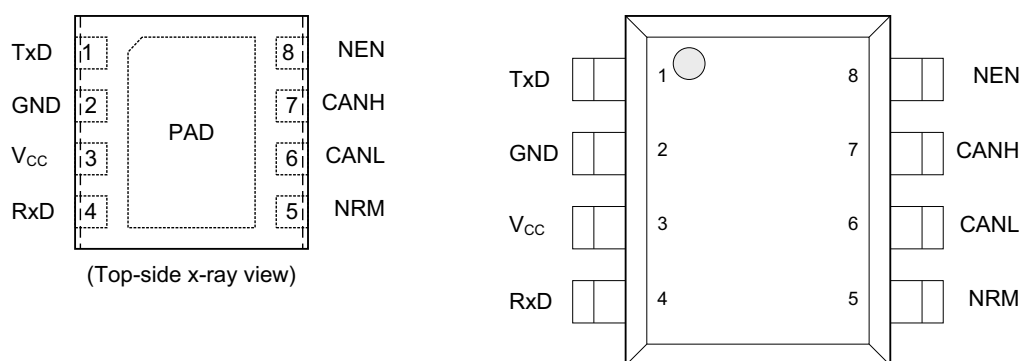 TxD 1 8 NEN
GND 2 7 CANH
PAD
VCC 3 6 CANL
RxD 4 5 NRM
(Top-side x-ray view)
TxD 1 8 NEN
GND 2 7 CANH
VCC 3 6 CANL
RxD 4 5 NRM